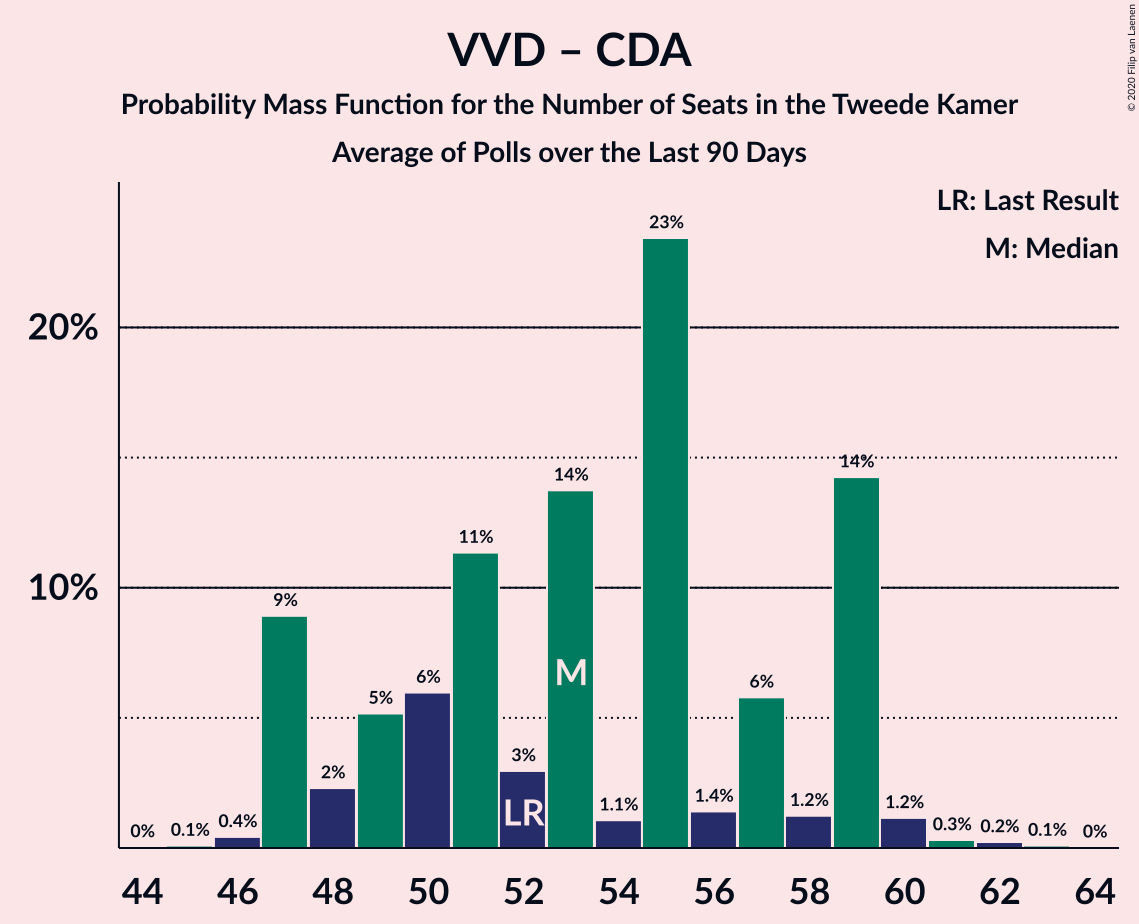 VVD – CDA
Probability Mass Function for the Number of Seats in the Tweede Kamer
Average of Polls over the Last 90 Days
© 2020 Filip van Laenen
LR: Last Result
M: Median
20%
10%
0%
0.1%
0.4%
9%
2%
5%
6%
11%
3%
14%
1.1%
23%
1.4%
6%
1.2%
14%
1.2%
0.3%
0.2%
0.1%
0%
LR
M
44 46 48 50 52 54 56 58 60 62 64